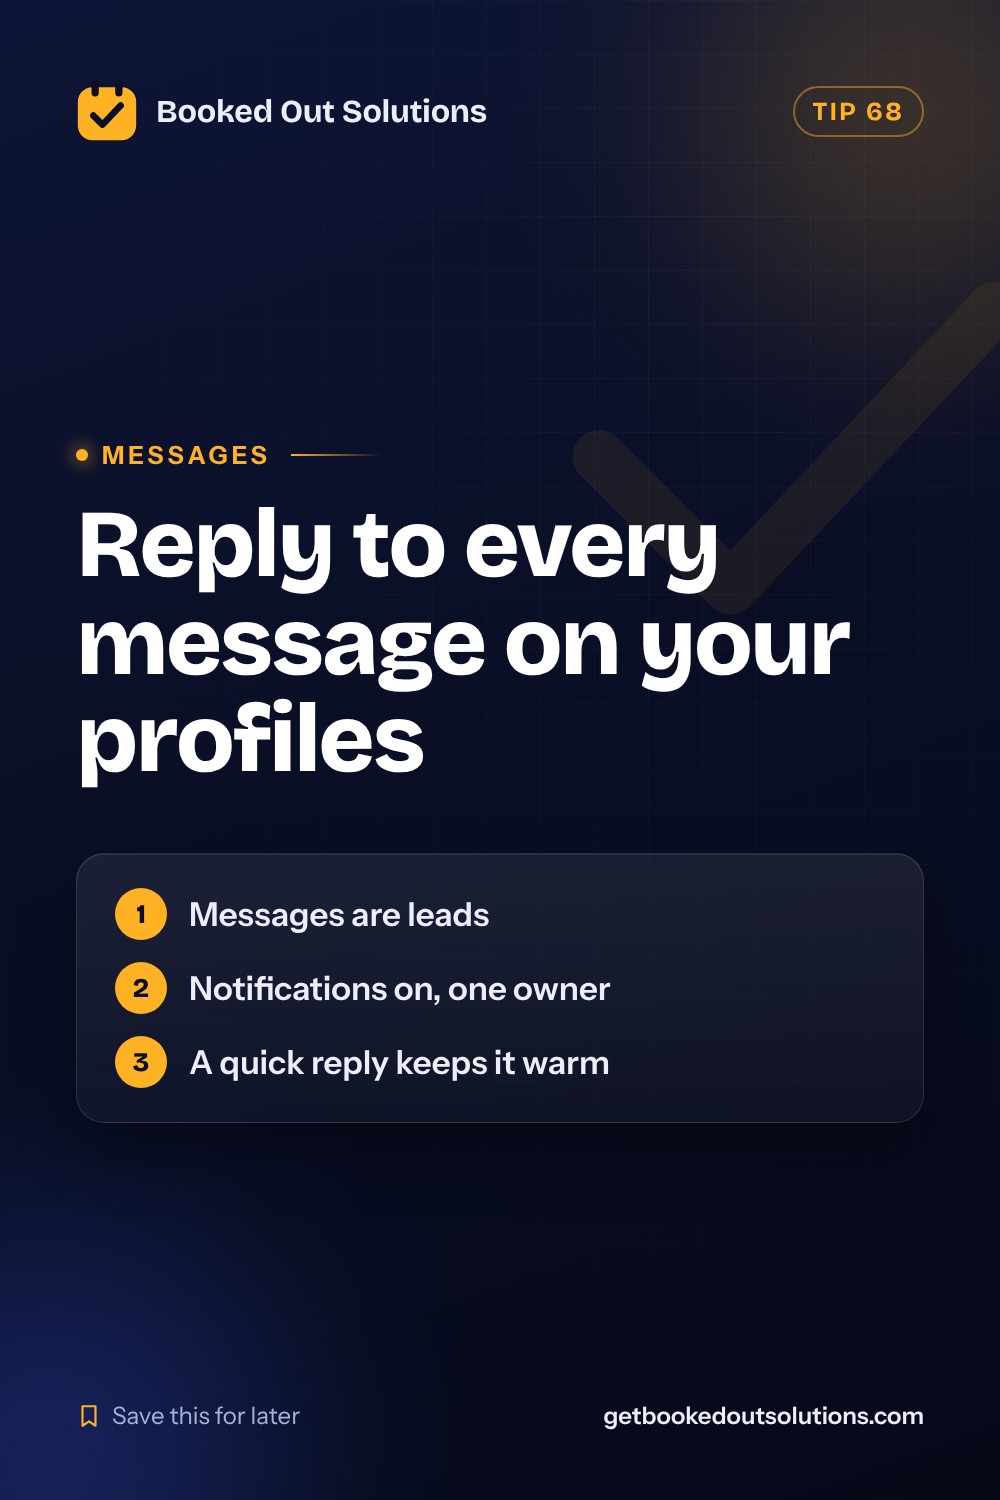 Booked Out Solutions
TIP 68
MESSAGES
Reply to every
message on your
profiles
1 Messages are leads
2 Notifications on, one owner
3 A quick reply keeps it warm
Save this for later
getbookedoutsolutions.com